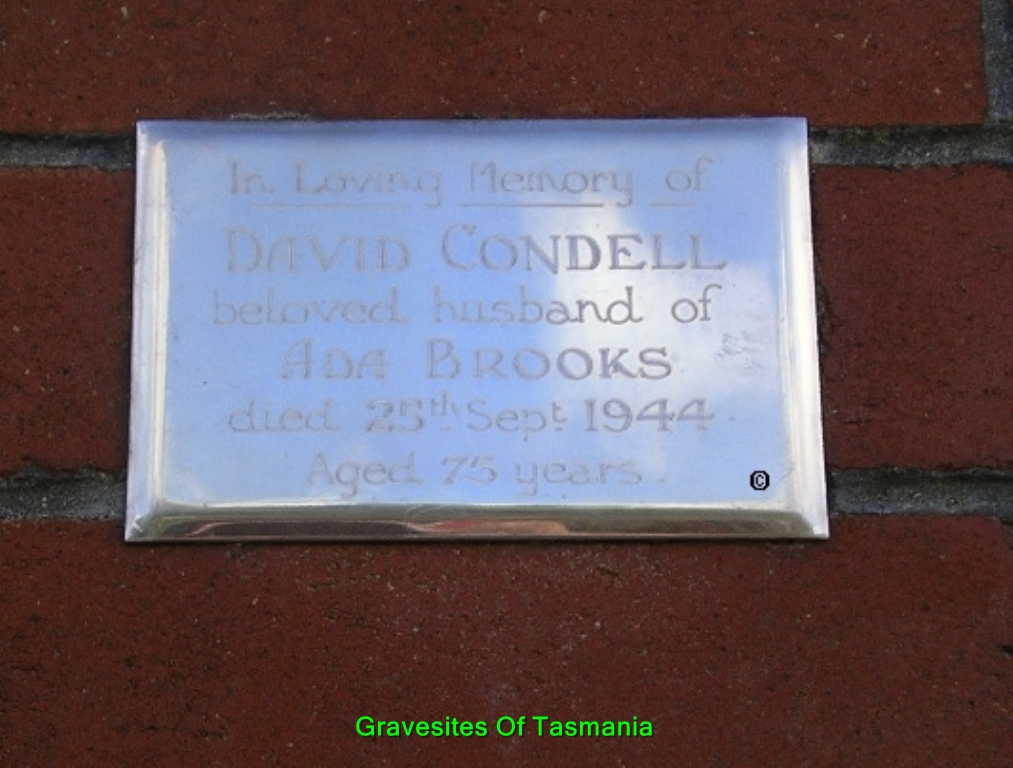 In Loving Memory of
DAVID CONDELL
beloved husband of
ADA BROOKS
died 25th Sept 1944
Aged 75 years.
©
Gravesites Of Tasmania